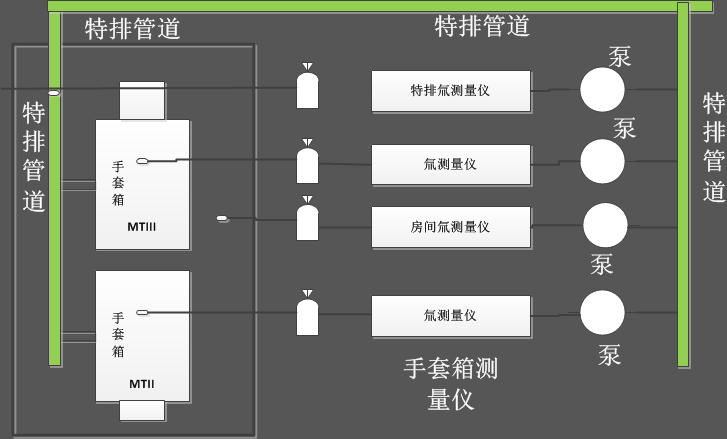 特排管道
特排管道
泵
特排氚测量仪
特排管道
特排管道
泵
手套箱
MTIII
氚测量仪
房间氚测量仪
泵
手套箱
MTII
氚测量仪
泵
手套箱测
量仪